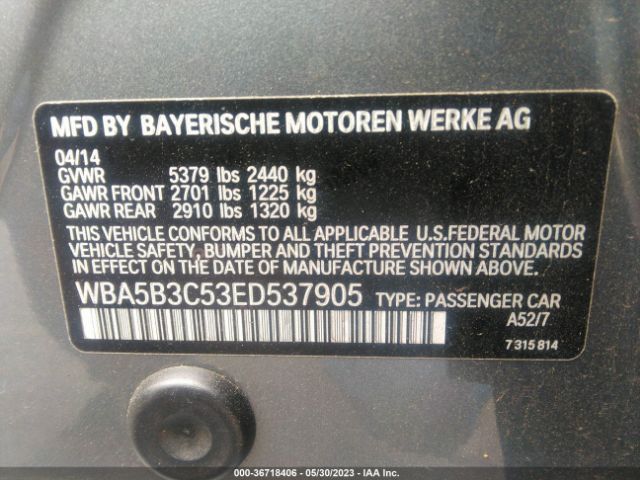 MFD BY BAYERISCHE MOTOREN WERKE AG
04/14
GVWR 5379 lbs 2440 kg
GAWR FRONT 2701 lbs 1225 kg
GAWR REAR 2910 lbs 1320 kg
THIS VEHICLE CONFORMS TO ALL APPLICABLE U.S.FEDERAL MOTOR
VEHICLE SAFETY, BUMPER AND THEFT PREVENTION STANDARDS
IN EFFECT ON THE DATE OF MANUFACTURE SHOWN ABOVE.
WBA5B3C53ED537905 TYPE: PASSENGER CAR
A52/7
7 315 814
000-36718406 - 05/30/2023 - IAA Inc.